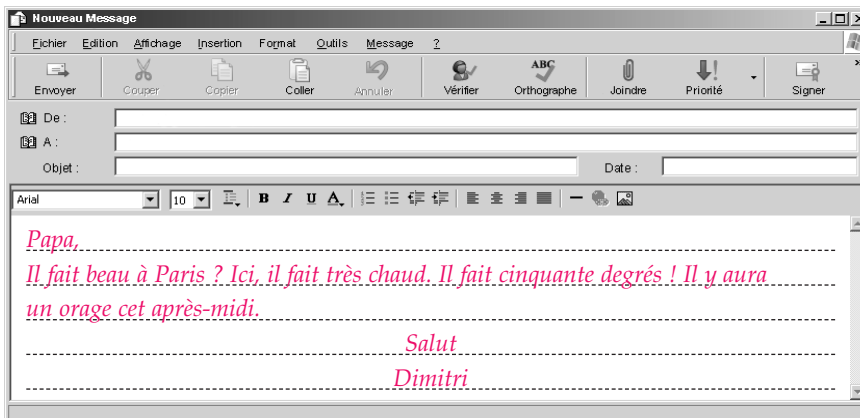 Nouveau Message
Fichier Edition Affichage Insertion Format Outils Message ?
Envoyer Couper Copier Coller Annuler ABC Vérifier Orthographe Joindre Priorité Signer
De :
A :
Objet : Date :
Arial 10 B I U A
Papa,
Il fait beau à Paris ? Ici, il fait très chaud. Il fait cinquante degrés ! Il y aura
un orage cet après-midi.
Salut
Dimitri